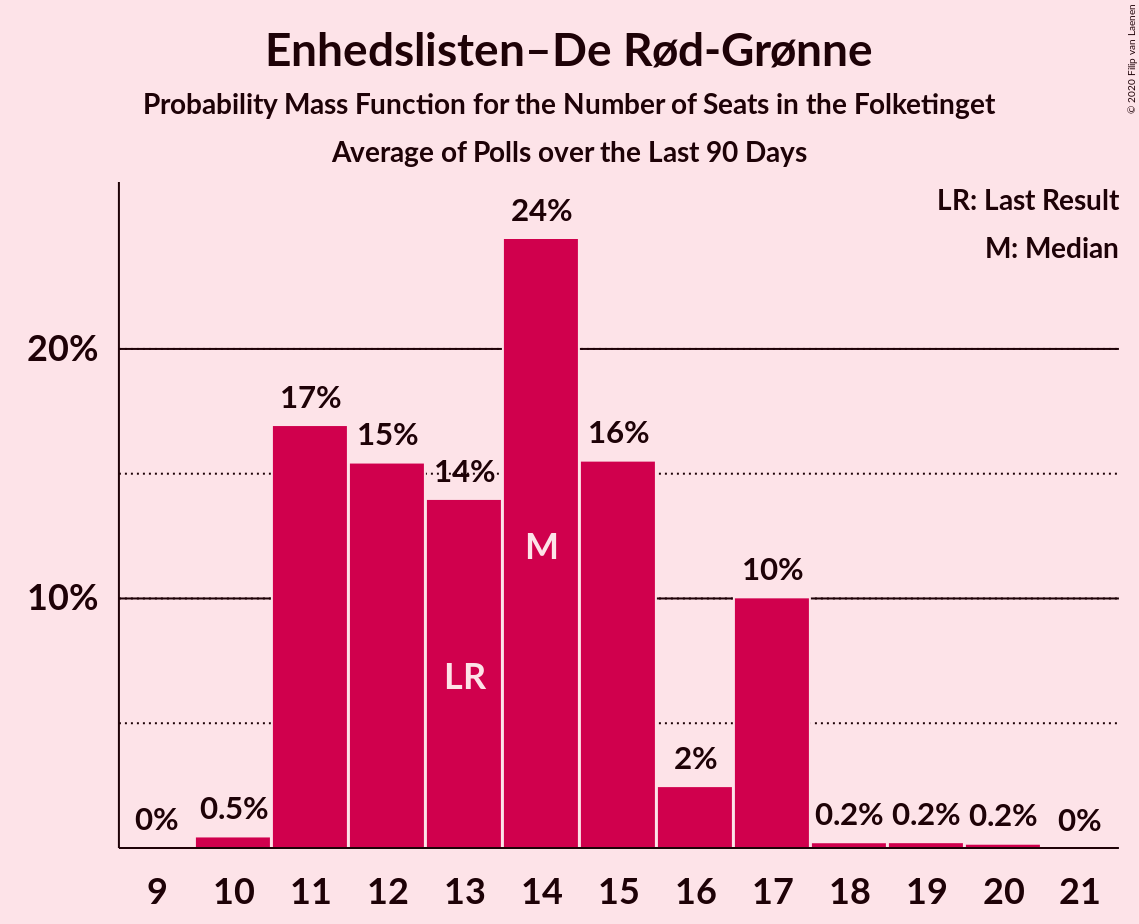 Enhedslisten–De Rød-Grønne
Probability Mass Function for the Number of Seats in the Folketinget
Average of Polls over the Last 90 Days
© 2020 Filip van Laenen
LR: Last Result
M: Median
24%
20%
17%
15%
14%
16%
M
10%
10%
LR
2%
0%
0.5%
0.2%
0.2%
0.2%
0%
9 10 11 12 13 14 15 16 17 18 19 20 21